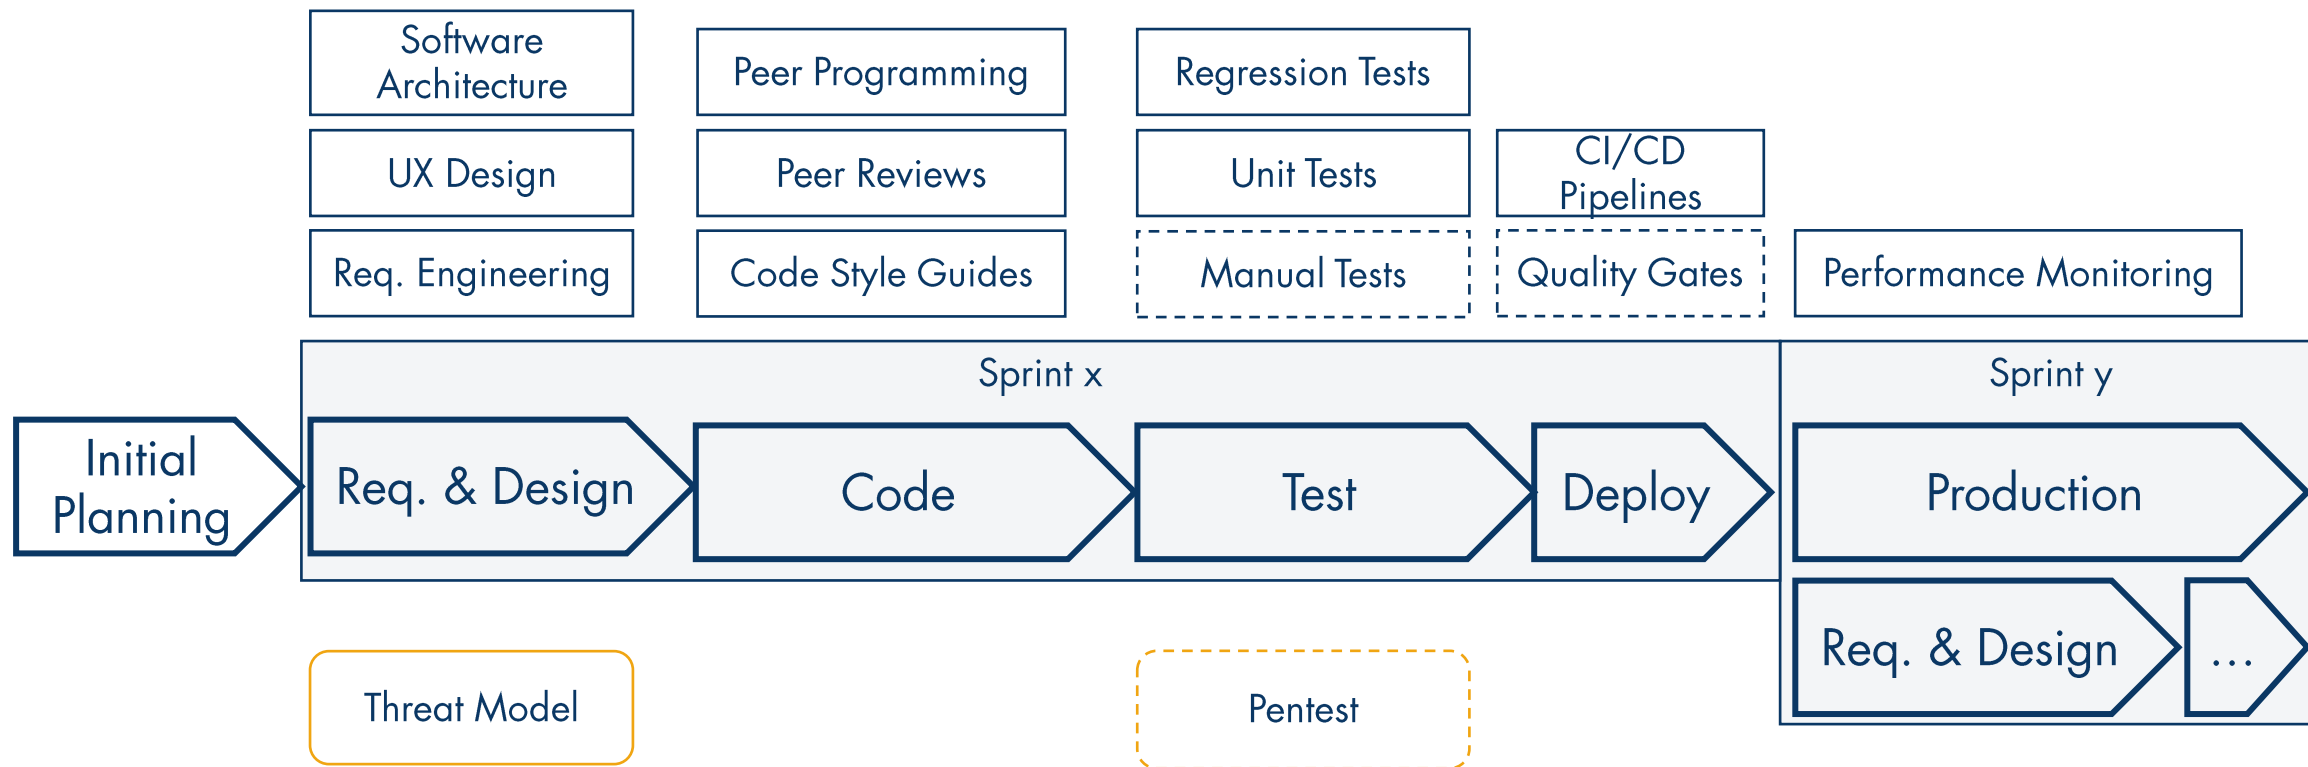 Software
Architecture
Peer Programming
Regression Tests
UX Design
Peer Reviews
Unit Tests
CI/CD
Pipelines
Req. Engineering
Code Style Guides
Manual Tests
Quality Gates
Performance Monitoring
Sprint x
Sprint y
Initial
Planning
Req. & Design
Code
Test
Deploy
Production
Req. & Design
...
Threat Model
Pentest